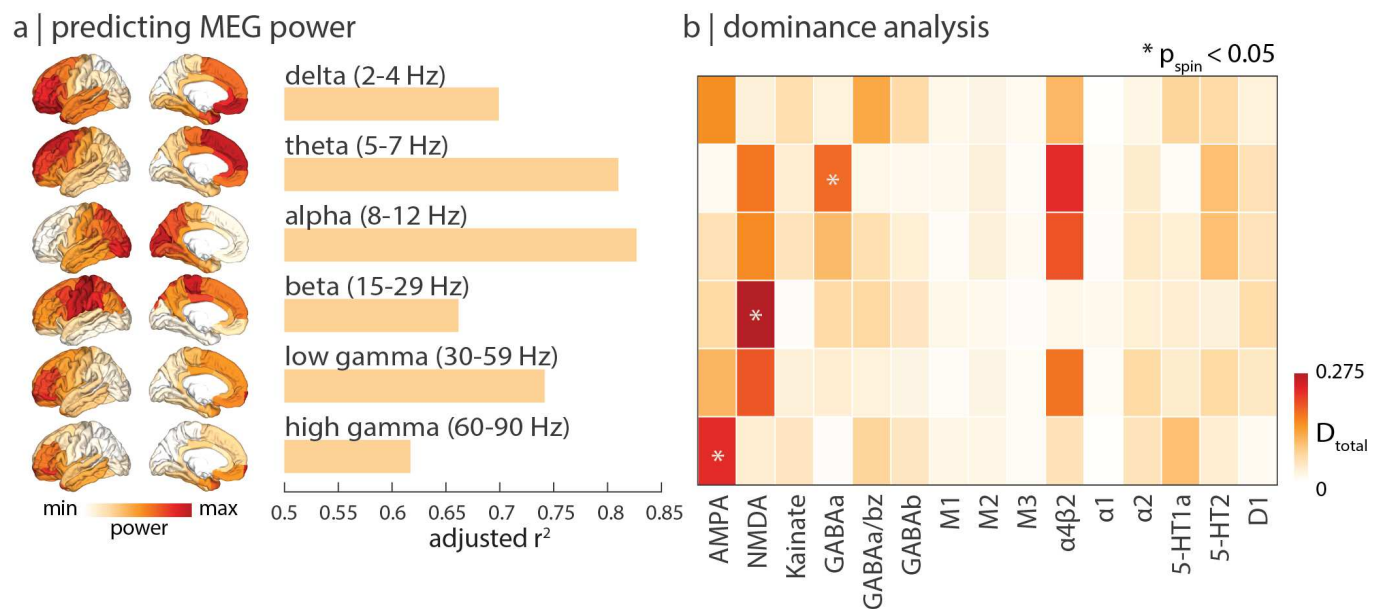 a | predicting MEG power
delta (2-4 Hz)
theta (5-7 Hz)
alpha (8-12 Hz)
beta (15-29 Hz)
low gamma (30-59 Hz)
high gamma (60-90 Hz)
min max
power
0.5 0.55 0.6 0.65 0.7 0.75 0.8 0.85
adjusted r²
b | dominance analysis
* pspin < 0.05
*
*
*
0.275
Dtotal
0
AMPA
NMDA
Kainate
GABAa
GABAa/bz
GABAb
M1
M2
M3
α4β2
α1
α2
5-HT1a
5-HT2
D1